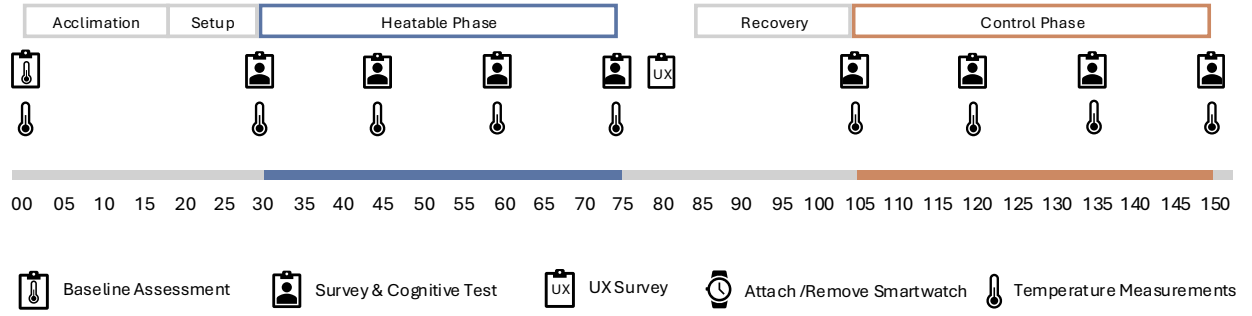 Acclimation Setup Heatable Phase Recovery Control Phase
UX
00 05 10 15 20 25 30 35 40 45 50 55 60 65 70 75 80 85 90 95 100 105 110 115 120 125 130 135 140 145 150
Baseline Assessment Survey & Cognitive Test UX UX Survey Attach /Remove Smartwatch Temperature Measurements